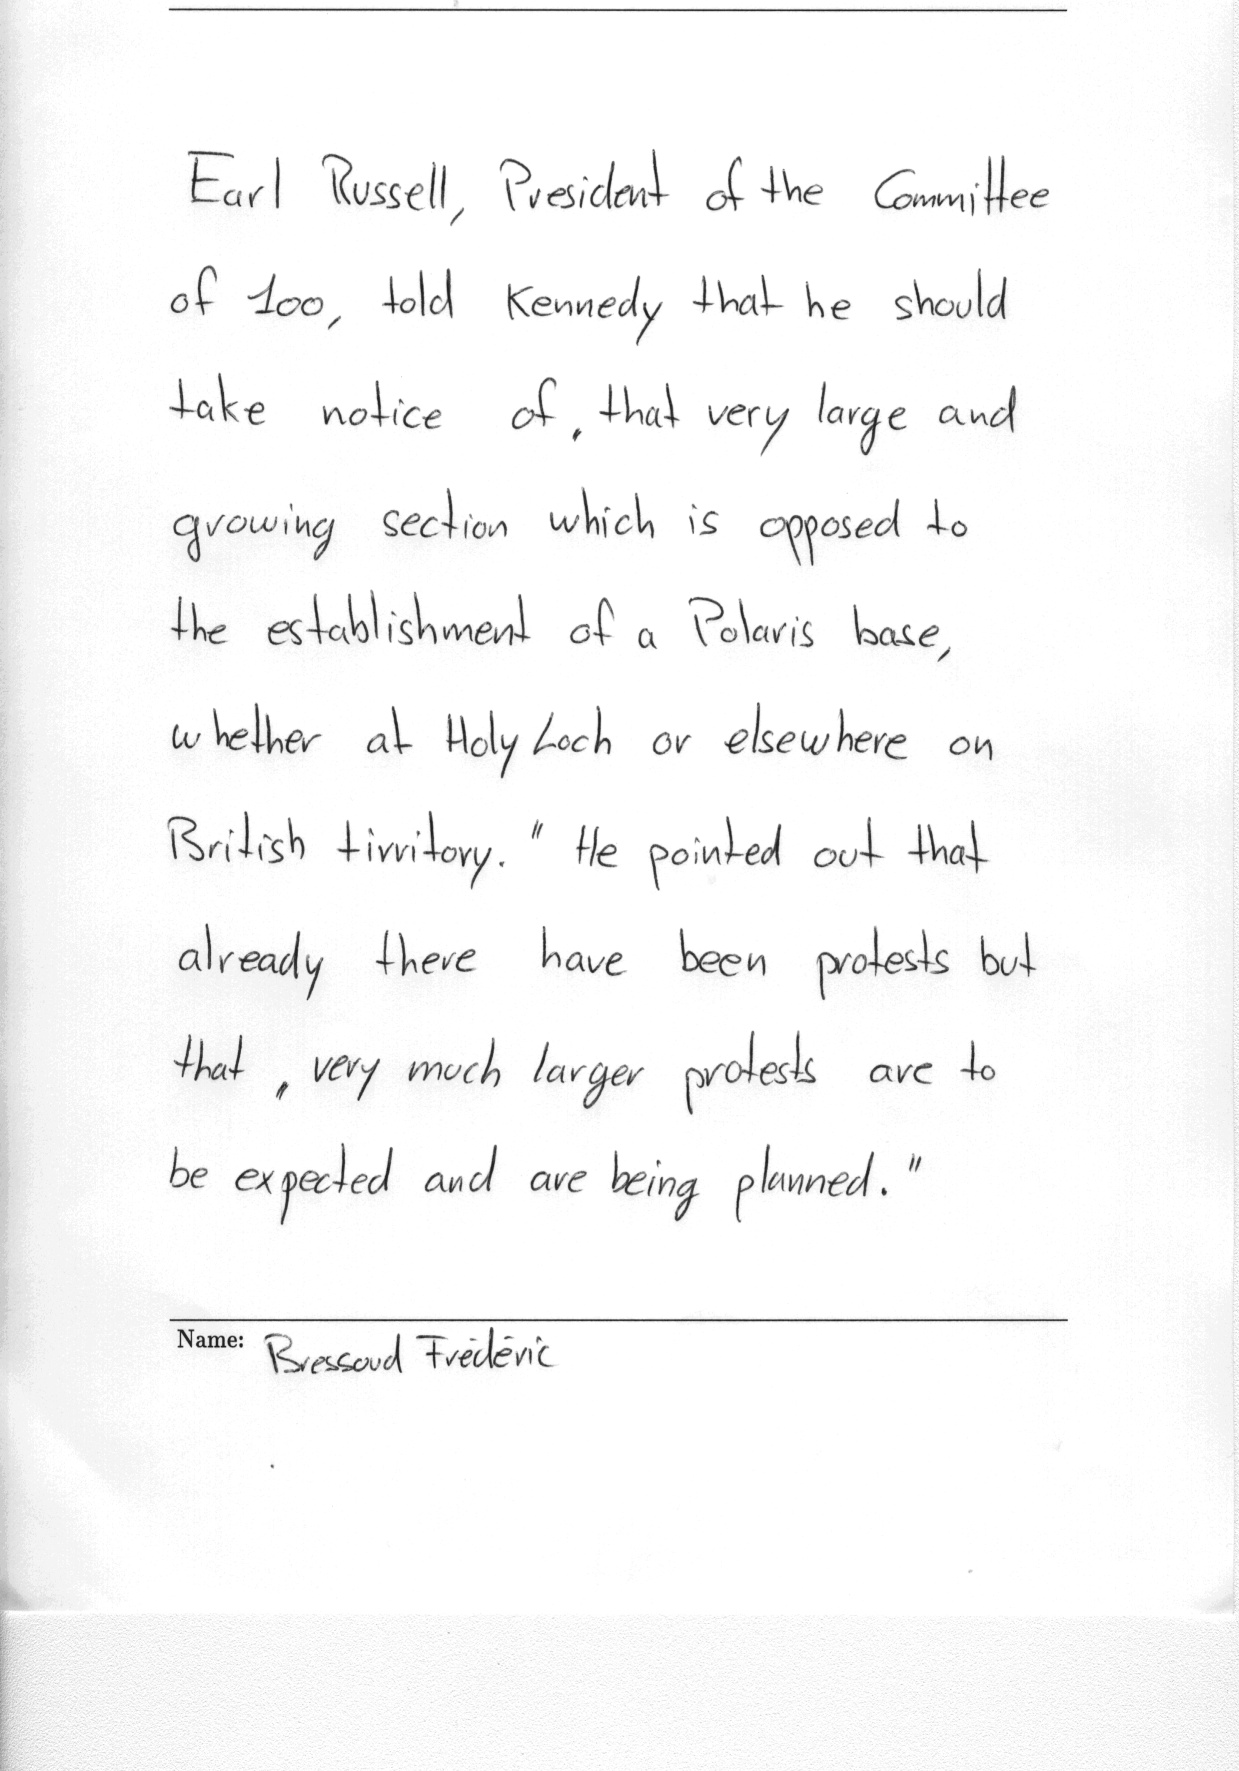 Earl Russell, President of the Committee
of 100, told Kennedy that he should
take notice of „ that very large and
growing section which is opposed to
the establishment of a Polaris base,
whether at Holy Loch or elsewhere on
British tirritory." He pointed out that
already there have been protests but
that „ very much larger protests are to
be expected and are being planned."
Name: Bressoud Frédéric